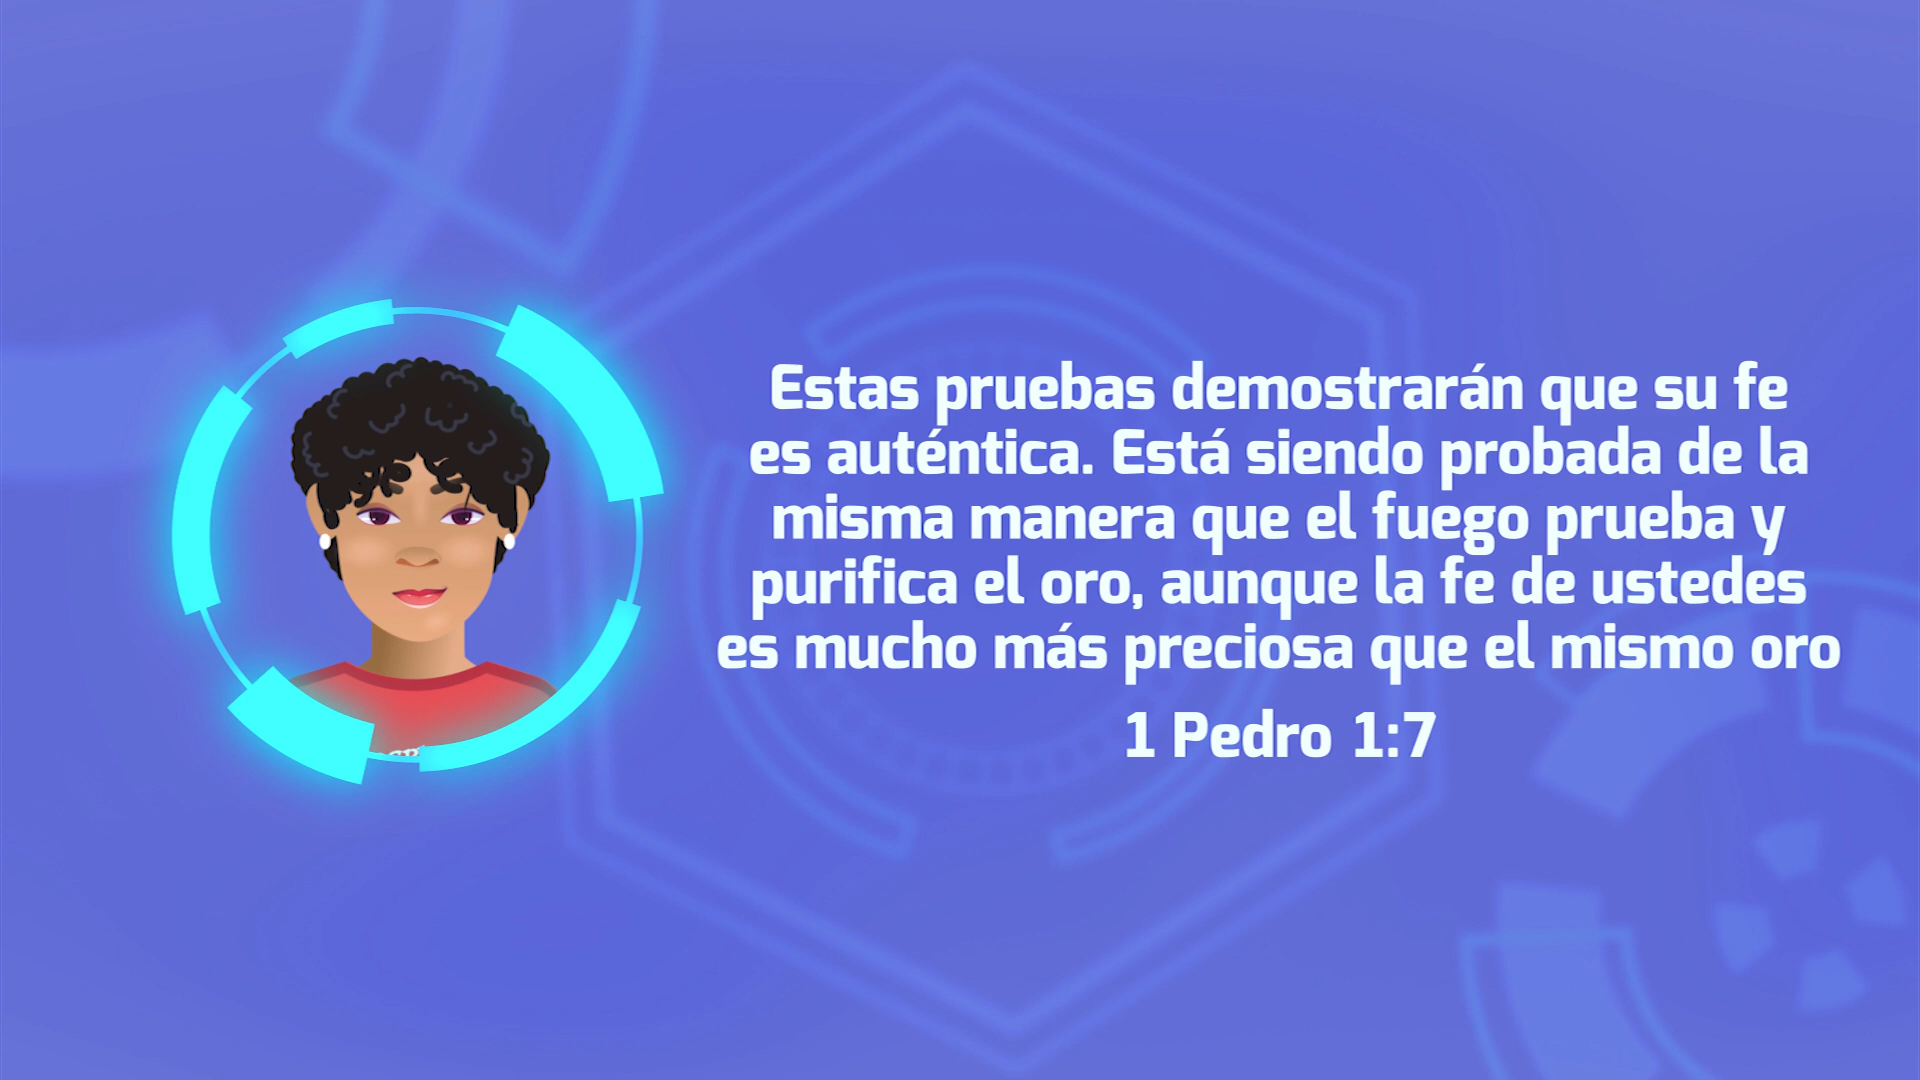 Estas pruebas demostrarán que su fe
es auténtica. Está siendo probada de la
misma manera que el fuego prueba y
purifica el oro, aunque la fe de ustedes
es mucho más preciosa que el mismo oro
1 Pedro 1:7